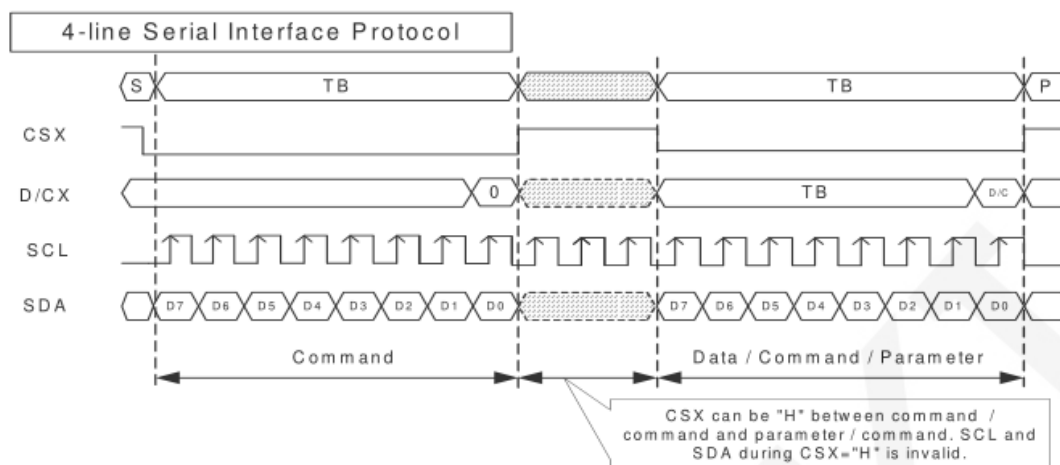 4-line Serial Interface Protocol
S TB TB P
CSX
D/CX 0 TB D/C
SCL
SDA D7 D6 D5 D4 D3 D2 D1 D0 D7 D6 D5 D4 D3 D2 D1 D0
Command Data / Command / Parameter
CSX can be "H" between command /
command and parameter / command. SCL and
SDA during CSX="H" is invalid.